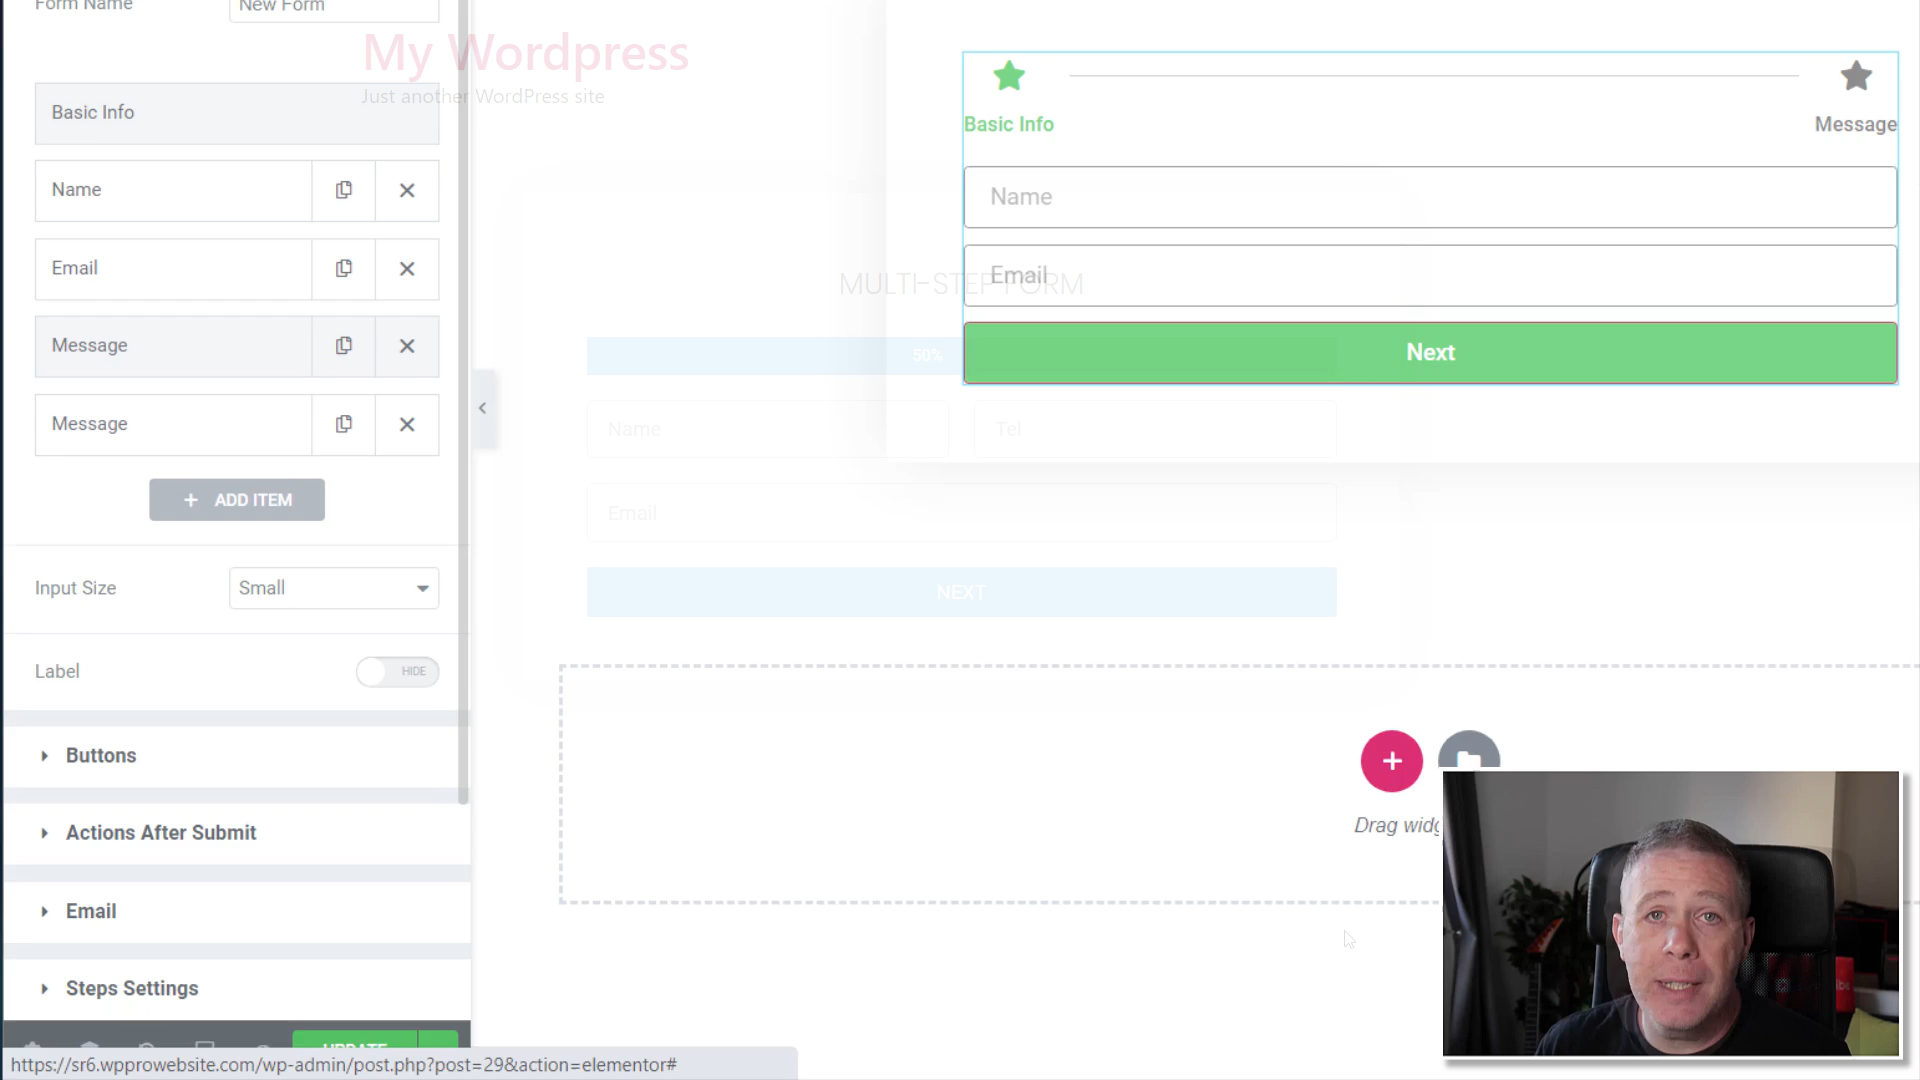 Form Name
New Form
Basic Info
Name
Email
Message
Message
+ ADD ITEM
Input Size
Small
Label
HIDE
Buttons
Actions After Submit
Email
Steps Settings
UPDATE
https://sr6.wpprowebsite.com/wp-admin/post.php?post=29&action=elementor#
My Wordpress
Just another WordPress site
Basic Info
Message
Name
Email
Next
MULTI-STEP FORM
50%
Name
Tel
Email
NEXT
Drag widg